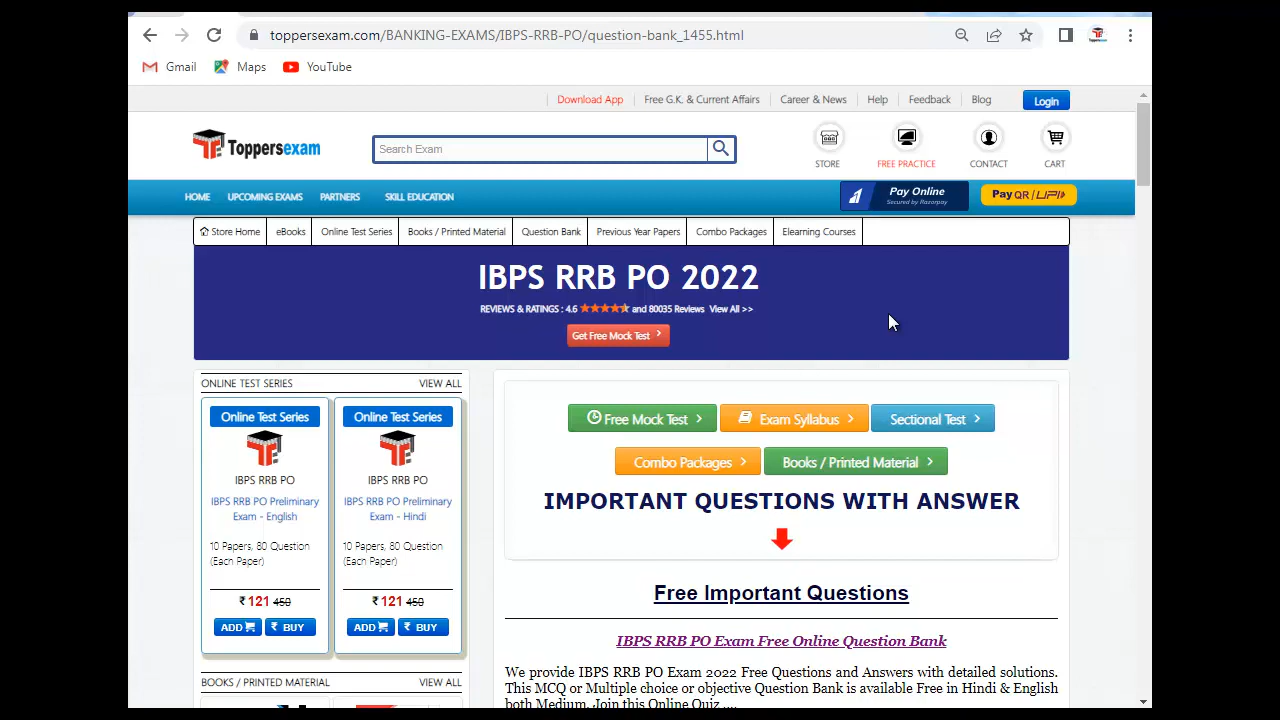 toppersexam.com/BANKING-EXAMS/IBPS-RRB-PO/question-bank_1455.html
Gmail Maps YouTube
Download App Free G.K. & Current Affairs Career & News Help Feedback Blog Login
Toppersexam Search Exam
STORE FREE PRACTICE CONTACT CART
HOME UPCOMING EXAMS PARTNERS SKILL EDUCATION
Pay Online
Secured by Razorpay
Pay QR / UPI
Store Home eBooks Online Test Series Books / Printed Material Question Bank Previous Year Papers Combo Packages Elearning Courses
IBPS RRB PO 2022
REVIEWS & RATINGS : 4.6 and 80035 Reviews View All >>
Get Free Mock Test
ONLINE TEST SERIES VIEW ALL
Online Test Series
IBPS RRB PO
IBPS RRB PO Preliminary
Exam - English
10 Papers, 80 Question
(Each Paper)
₹ 121 450
ADD ₹ BUY
Online Test Series
IBPS RRB PO
IBPS RRB PO Preliminary
Exam - Hindi
10 Papers, 80 Question
(Each Paper)
₹ 121 450
ADD ₹ BUY
BOOKS / PRINTED MATERIAL VIEW ALL
Free Mock Test Exam Syllabus Sectional Test
Combo Packages Books / Printed Material
IMPORTANT QUESTIONS WITH ANSWER
Free Important Questions
IBPS RRB PO Exam Free Online Question Bank
We provide IBPS RRB PO Exam 2022 Free Questions and Answers with detailed solutions.
This MCQ or Multiple choice or objective Question Bank is available Free in Hindi & English
both Medium. Join this Online Quiz ....